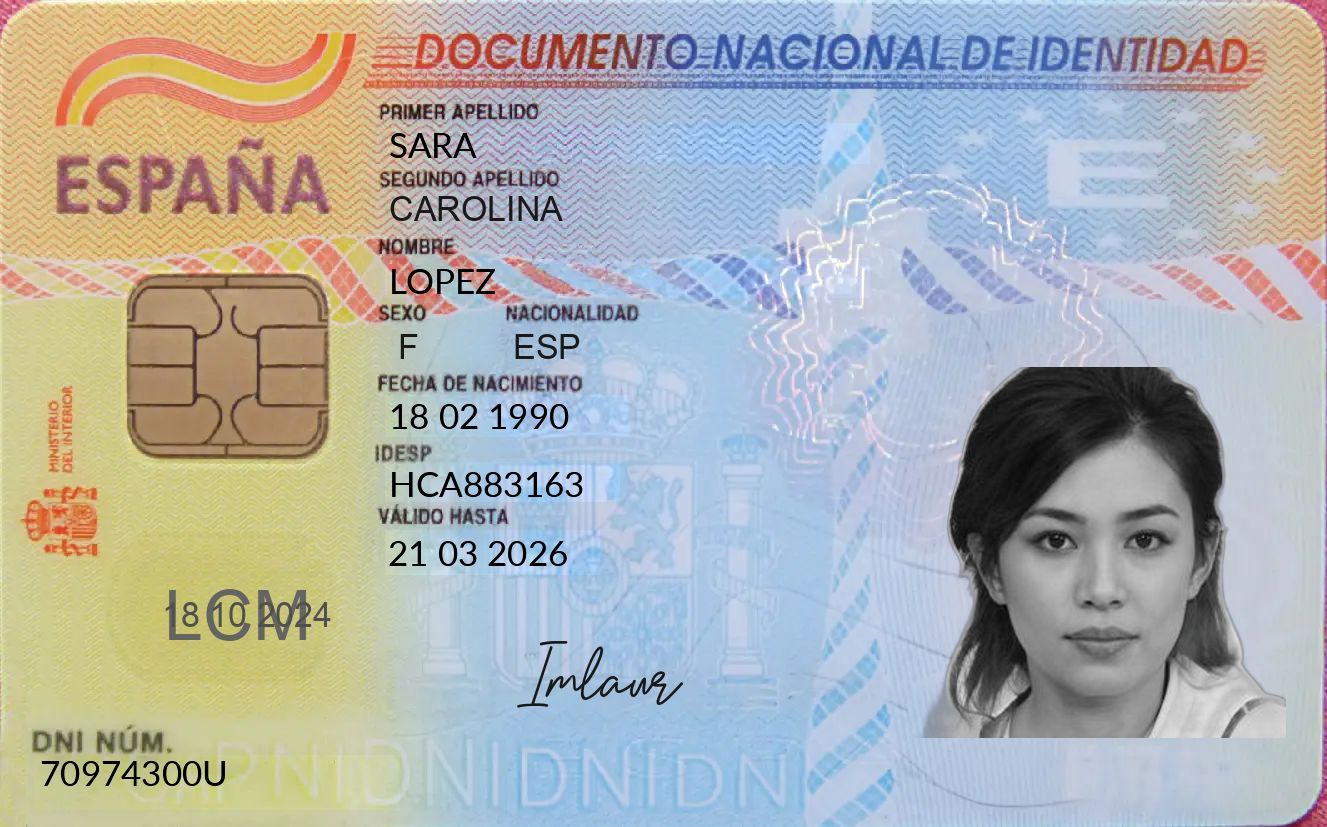 DOCUMENTO NACIONAL DE IDENTIDAD
ESPAÑA
E
PRIMER APELLIDO
SARA
SEGUNDO APELLIDO
CAROLINA
NOMBRE
LOPEZ
SEXO NACIONALIDAD
F ESP
FECHA DE NACIMIENTO
18 02 1990
IDESP
HCA883163
VÁLIDO HASTA
21 03 2026
MINISTERIO
DEL INTERIOR
LCM
18 10 2024
Imlaur
DNI NÚM.
70974300U